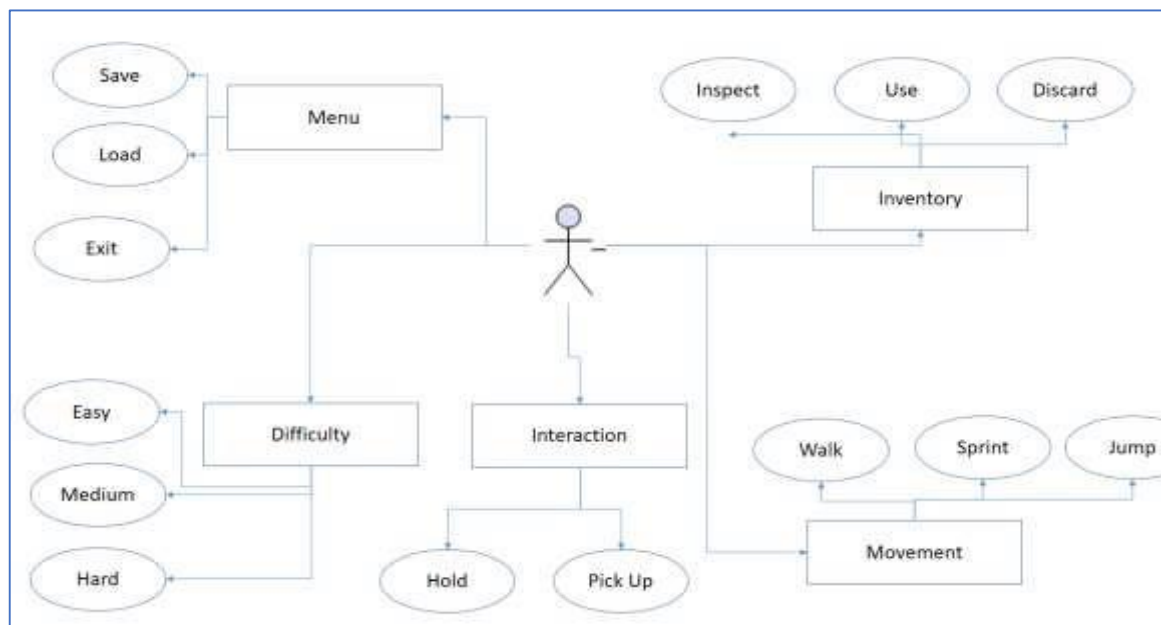 Save
Load
Exit
Menu
Inspect
Use
Discard
Inventory
Easy
Medium
Hard
Difficulty
Interaction
Hold
Pick Up
Walk
Sprint
Jump
Movement